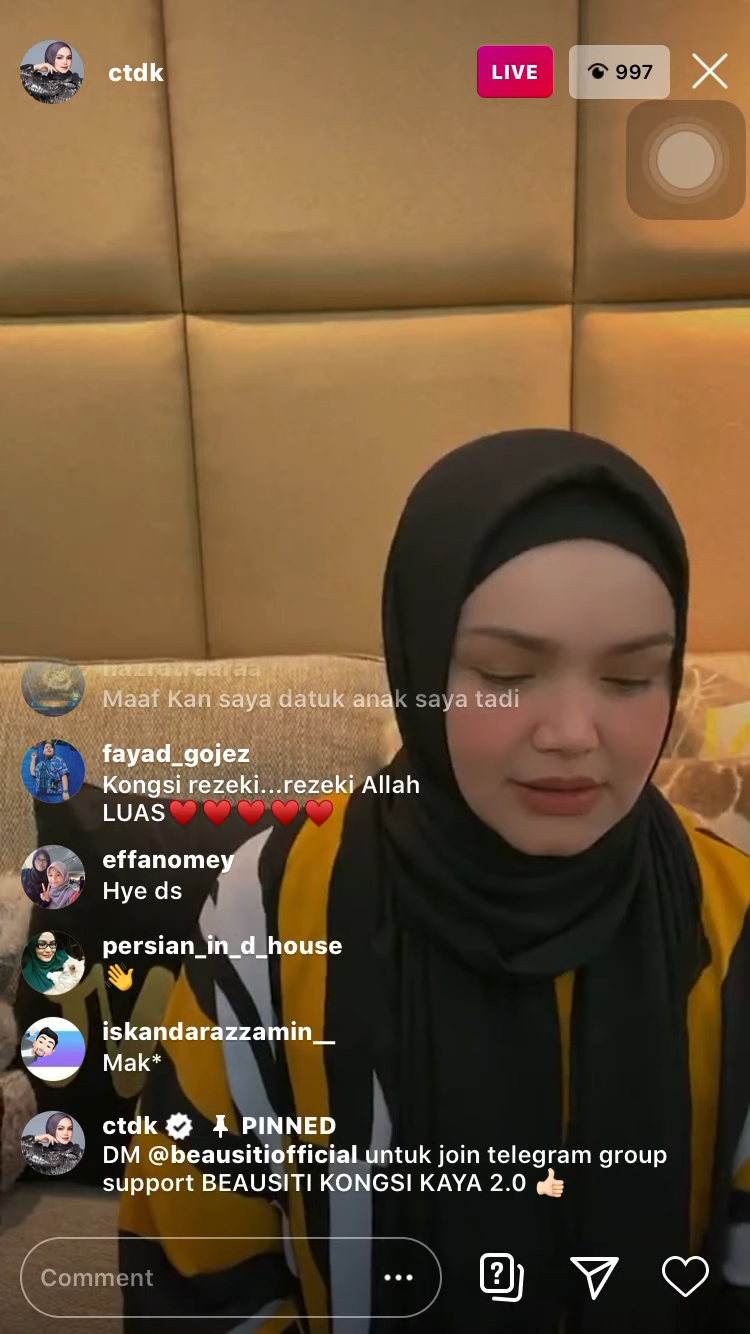 ctdk
LIVE
997
Maaf Kan saya datuk anak saya tadi
fayad_gojez
Kongsi rezeki...rezeki Allah
LUAS❤️❤️❤️❤️❤️
effanomey
Hye ds
persian_in_d_house
👋
iskandarazzamin__
Mak*
ctdk PINNED
DM @beausitiofficial untuk join telegram group
support BEAUSITI KONGSI KAYA 2.0 👍🏻
Comment